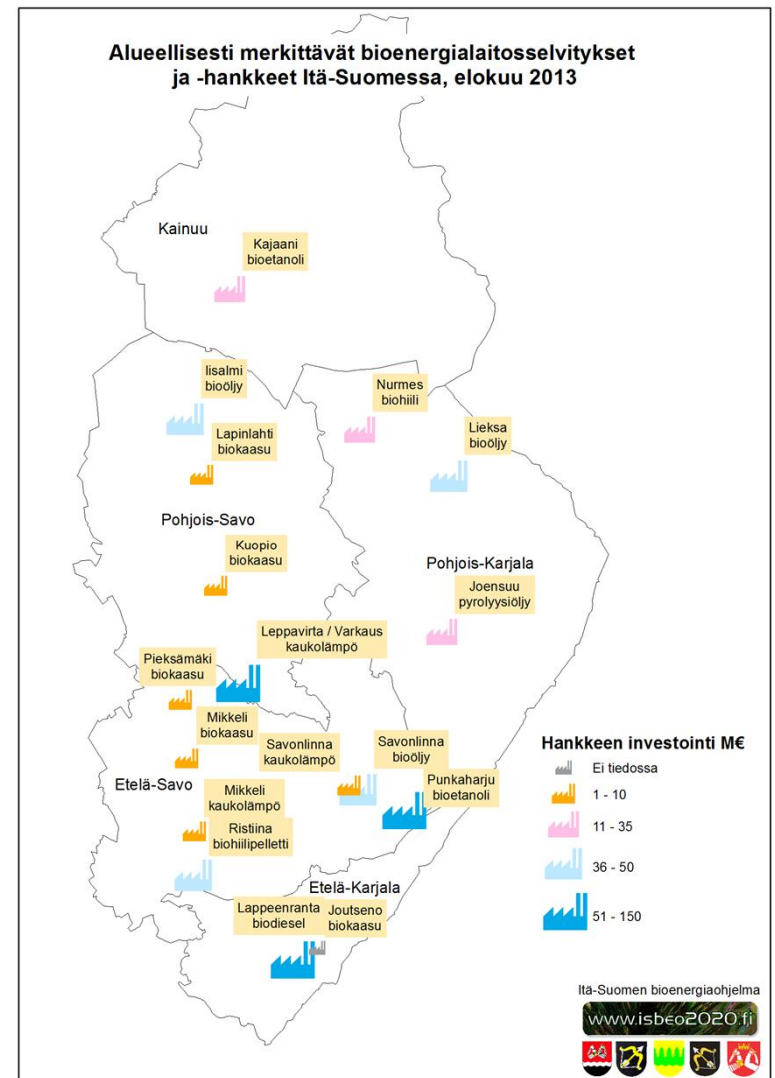 Alueellisesti merkittävät bioenergialaitosselvitykset
ja -hankkeet Itä-Suomessa, elokuu 2013
Kainuu
Kajaani
bioetanoli
Iisalmi
bioöljy
Nurmes
biohiili
Lieksa
bioöljy
Lapinlahti
biokaasu
Pohjois-Savo
Kuopio
biokaasu
Pohjois-Karjala
Joensuu
pyrolyysiöljy
Leppavirta / Varkaus
kaukolämpö
Pieksämäki
biokaasu
Mikkeli
biokaasu
Savonlinna
kaukolämpö
Savonlinna
bioöljy
Punkaharju
bioetanoli
Etelä-Savo
Mikkeli
kaukolämpö
Ristiina
biohiilipelletti
Etelä-Karjala
Lappeenranta
biodiesel
Joutseno
biokaasu
Hankkeen investointi M€
Ei tiedossa
1 - 10
11 - 35
36 - 50
51 - 150
Itä-Suomen bioenergiaohjelma
www.isbeo2020.fi